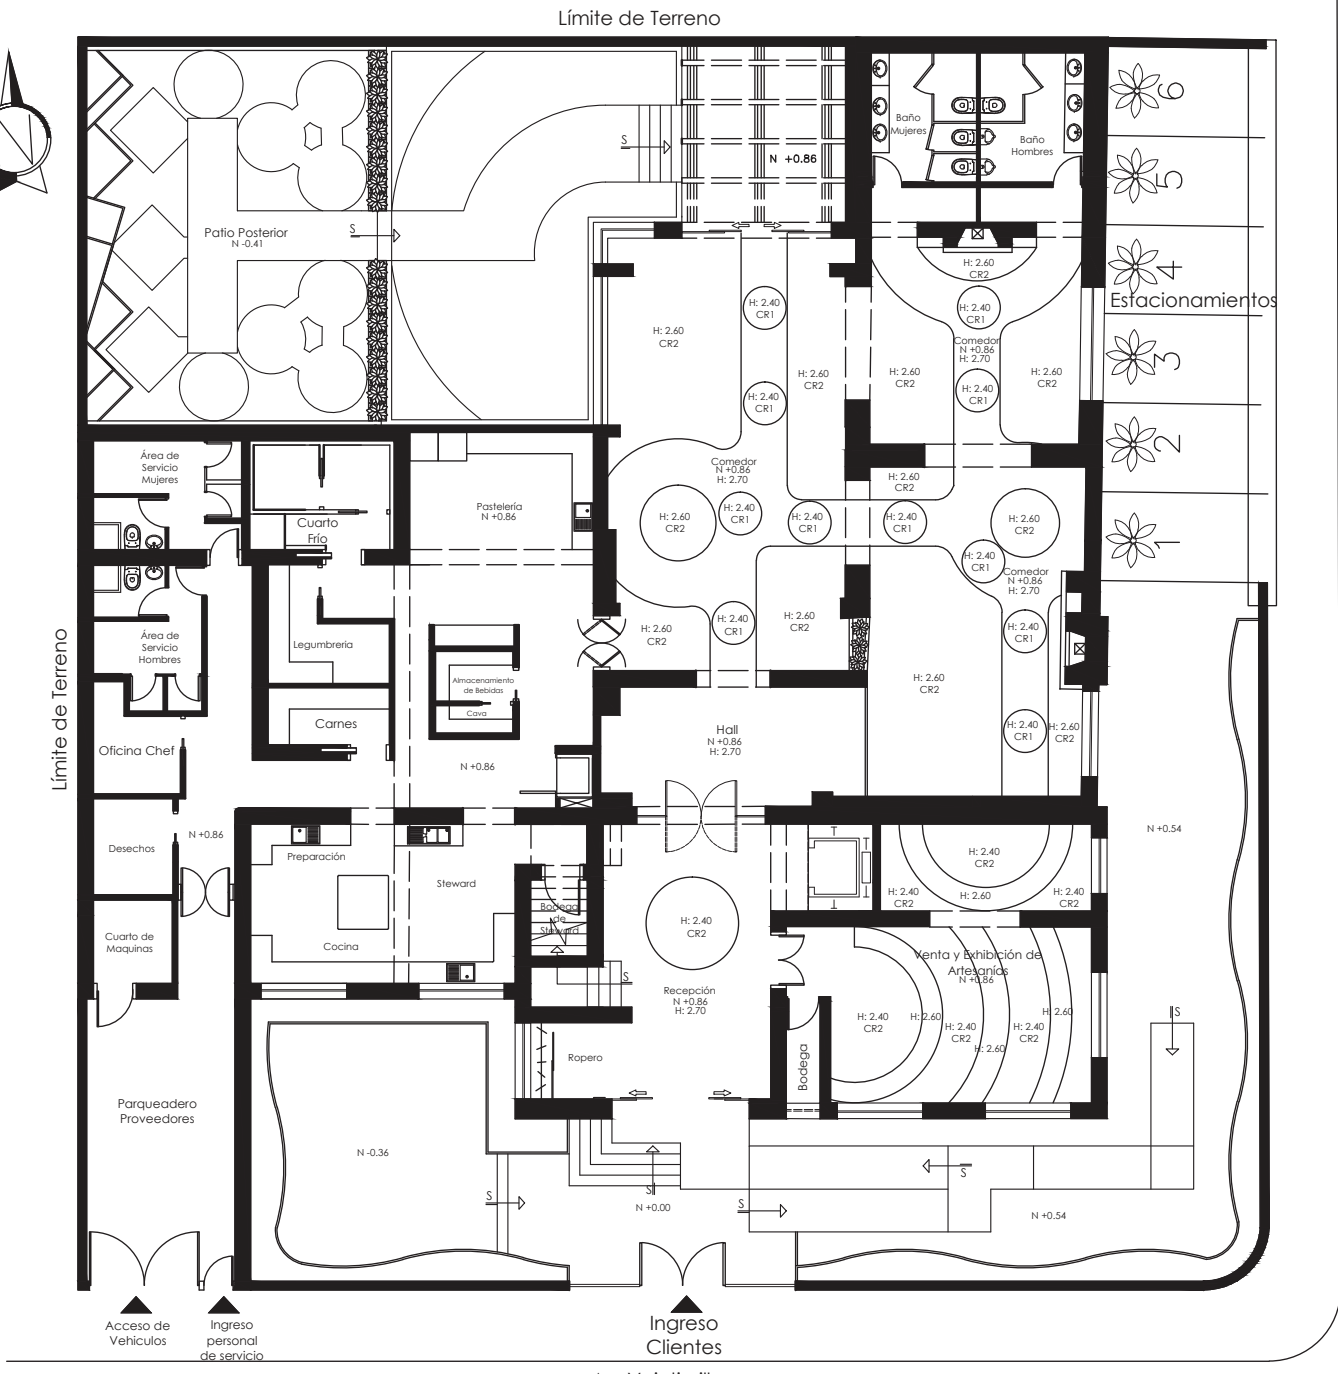 Límite de Terreno
N +0.86
Baño
Mujeres
Baño
Hombres
6
5
4
Estacionamientos
3
2
1
S
Patio Posterior
N -0.41
S
H: 2.60
CR2
H: 2.40
CR1
H: 2.40
CR1
H: 2.60
CR2
Comedor
N +0.86
H: 2.70
H: 2.60
CR2
H: 2.60
CR2
H: 2.40
CR1
H: 2.60
CR2
H: 2.60
CR2
H: 2.40
CR1
Comedor
N +0.86
H: 2.70
H: 2.60
CR2
H: 2.40
CR1
H: 2.40
CR1
H: 2.40
CR1
H: 2.60
CR2
H: 2.40
CR1
H: 2.60
CR2
H: 2.60
CR2
H: 2.40
CR1
Comedor
N +0.86
H: 2.70
H: 2.40
CR1
H: 2.60
CR2
H: 2.40
CR1
H: 2.60
CR2
Área de
Servicio
Mujeres
Cuarto
Frío
Pastelería
N +0.86
Límite de Terreno
Área de
Servicio
Hombres
Legumbreria
Almacenamiento
de Bebidas
Cava
Carnes
Oficina Chef
N +0.86
Hall
N +0.86
H: 2.70
Desechos
N +0.86
Preparación
Steward
Cocina
Bodega
de
Steward
S
H: 2.40
CR2
Recepción
N +0.86
H: 2.70
Ropero
H: 2.40
CR2
H: 2.40
CR2
H: 2.60
H: 2.40
CR2
Venta y Exhibición de
Artesanías
N +0.86
H: 2.40
CR2
H: 2.60
H: 2.40
CR2
H: 2.60
H: 2.40
CR2
H: 2.60
Bodega
N +0.54
S
Cuarto de
Maquinas
Parqueadero
Proveedores
N -0.36
S
S
N +0.00
S
S
N +0.54
Acceso de
Vehiculos
Ingreso
personal
de servicio
Ingreso
Clientes